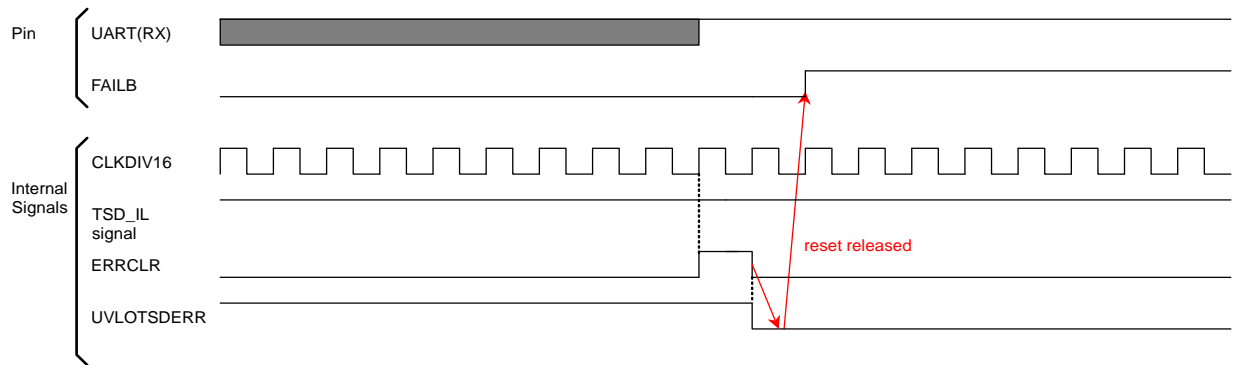 Pin
UART(RX)
FAILB
Internal
Signals
CLKDIV16
TSD_IL
signal
ERRCLR
UVLOTSDERR
reset released